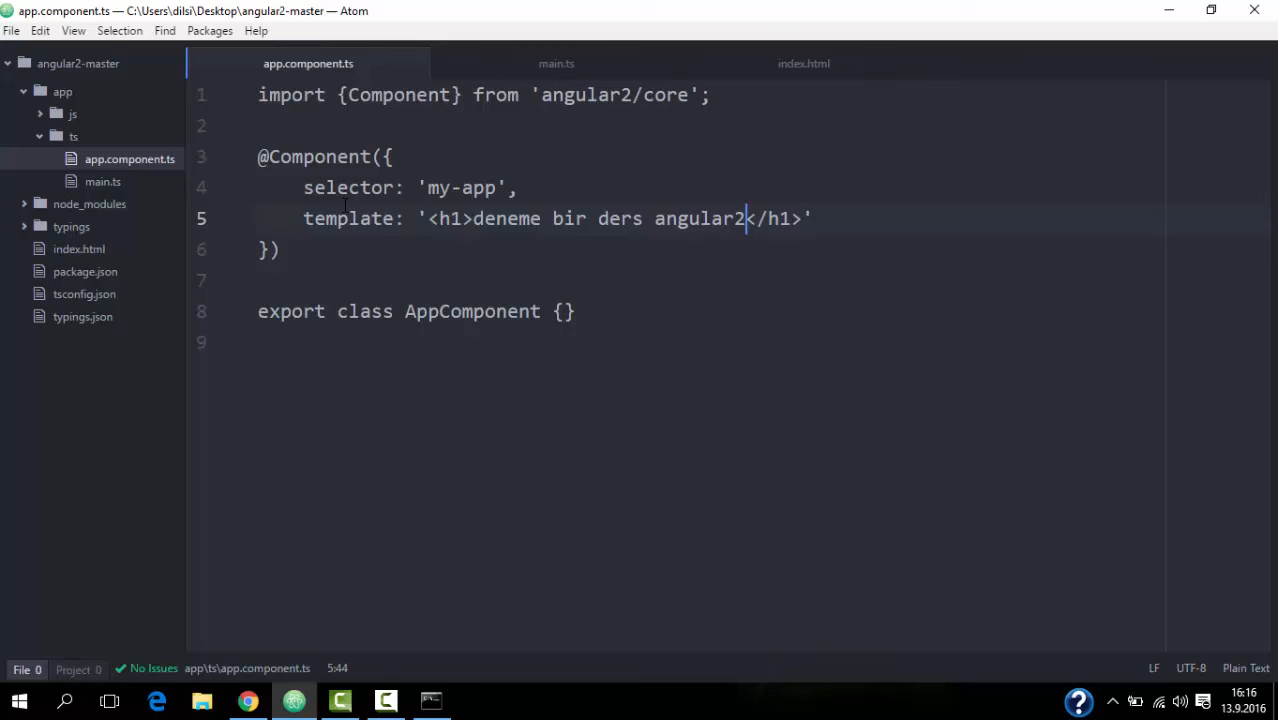 app.component.ts — C:\Users\dilsi\Desktop\angular2-master — Atom
File Edit View Selection Find Packages Help
angular2-master
app
js
ts
app.component.ts
main.ts
node_modules
typings
index.html
package.json
tsconfig.json
typings.json
app.component.ts main.ts index.html
1 import {Component} from 'angular2/core';
2
3 @Component({
4 selector: 'my-app',
5 template: '<h1>deneme bir ders angular2</h1>'
6 })
7
8 export class AppComponent {}
9
File 0 Project 0 No Issues app\ts\app.component.ts 5:44 LF UTF-8 Plain Text
16:16
13.9.2016